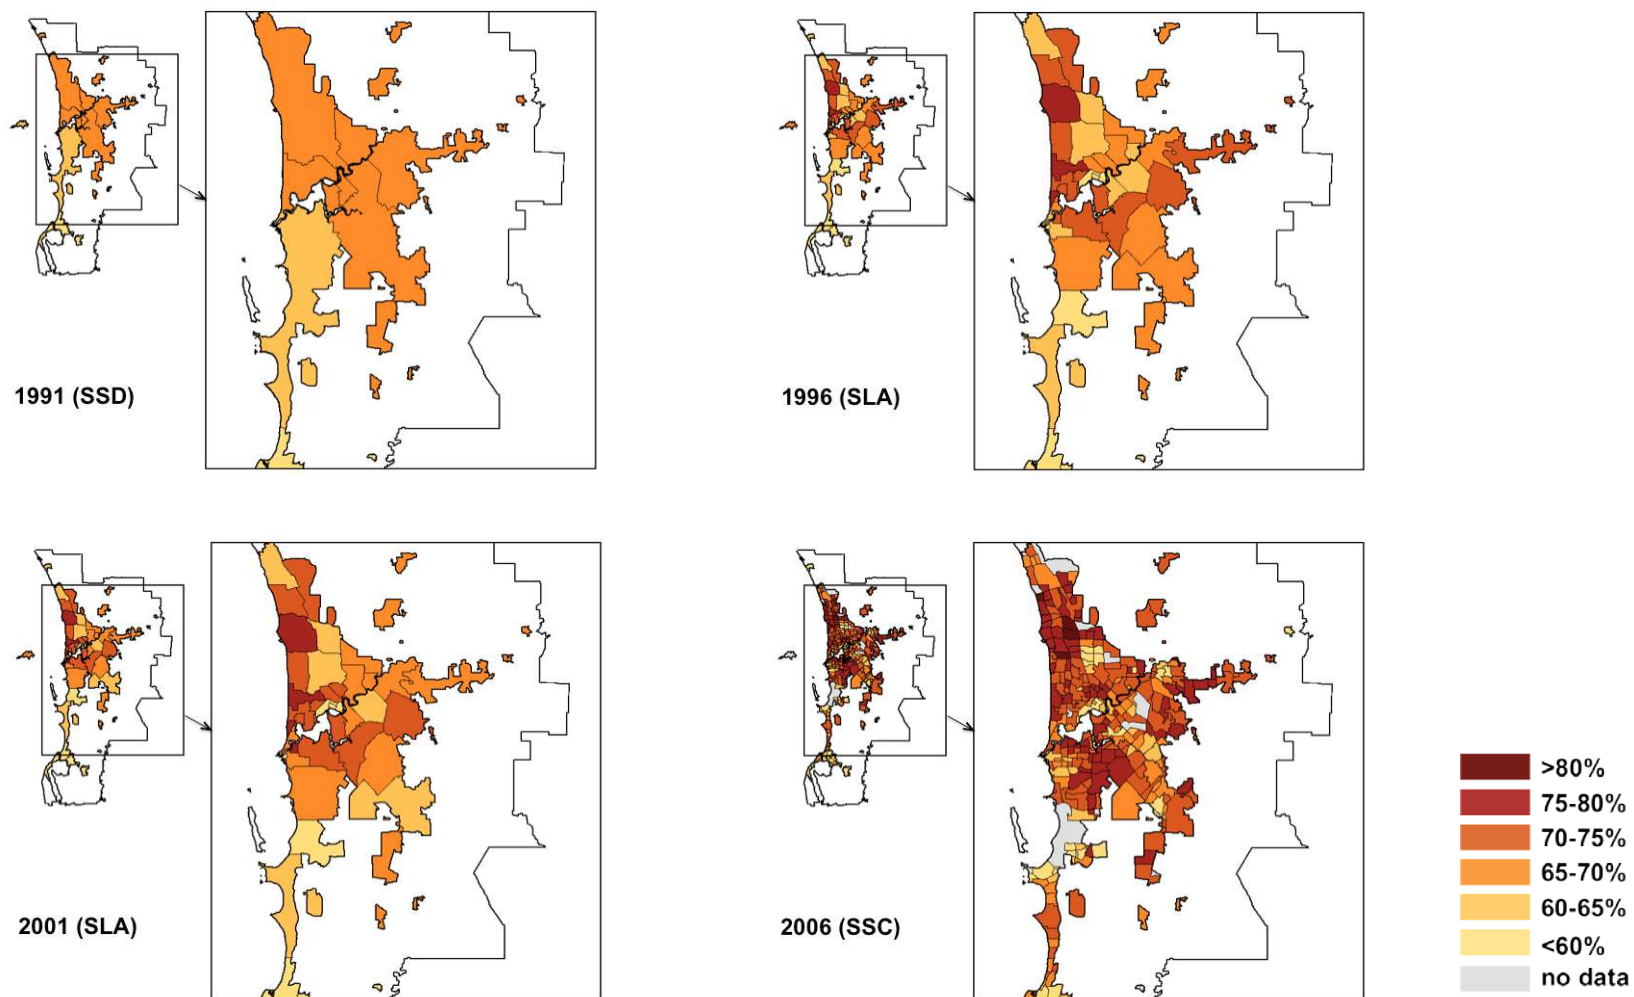 1991 (SSD)
1996 (SLA)
2001 (SLA)
2006 (SSC)
>80%
75-80%
70-75%
65-70%
60-65%
<60%
no data